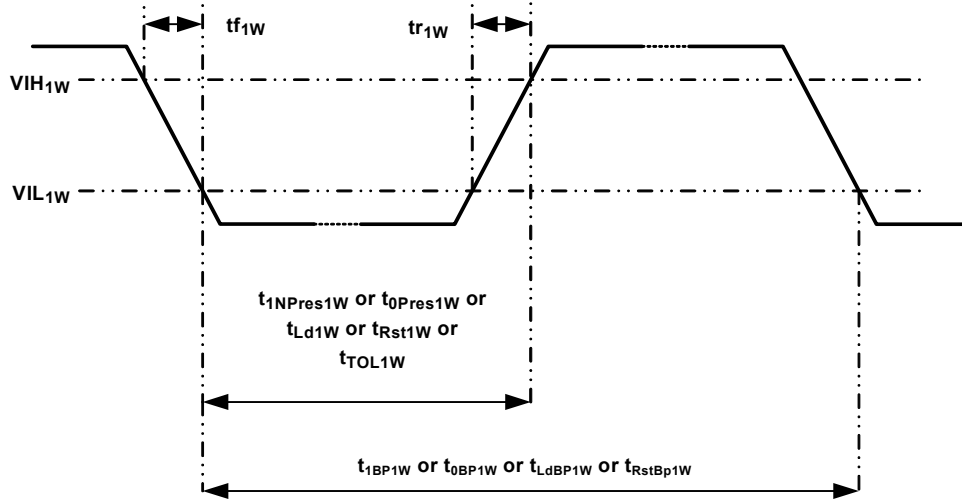 tf1W
tr1W
VIH1W
VIL1W
t1NPres1W or t0Pres1W or
tLd1W or tRst1W or
tTOL1W
t1BP1W or t0BP1W or tLdBP1W or tRstBp1W